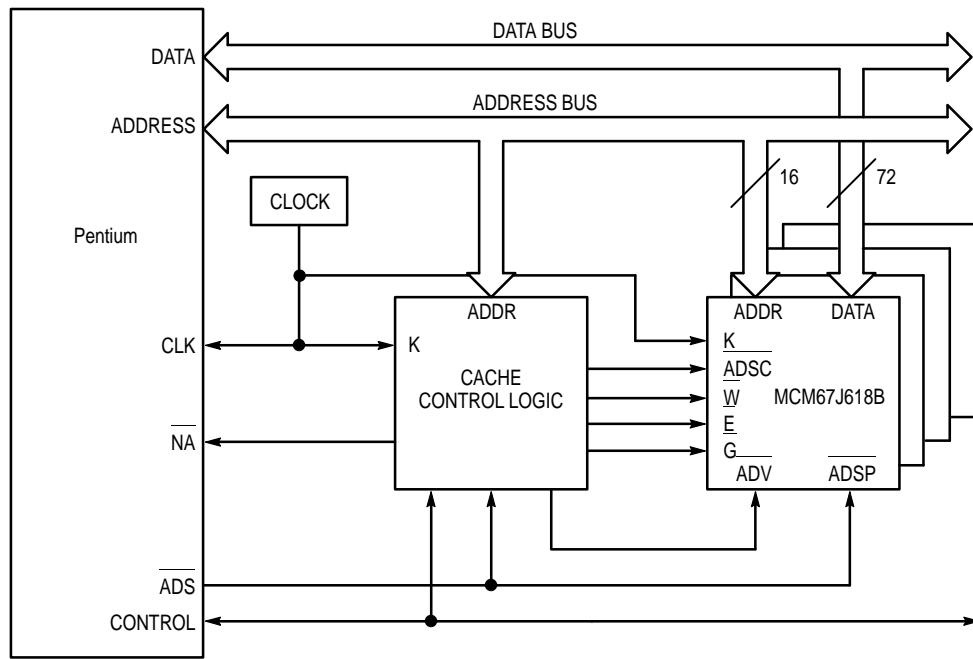 DATA BUS
DATA
ADDRESS BUS
ADDRESS
16
72
CLOCK
Pentium
ADDR
ADDR DATA
CLK
K
K
ADSC
CACHE
CONTROL LOGIC
W
MCM67J618B
E
NA
G
ADV
ADSP
ADS
CONTROL